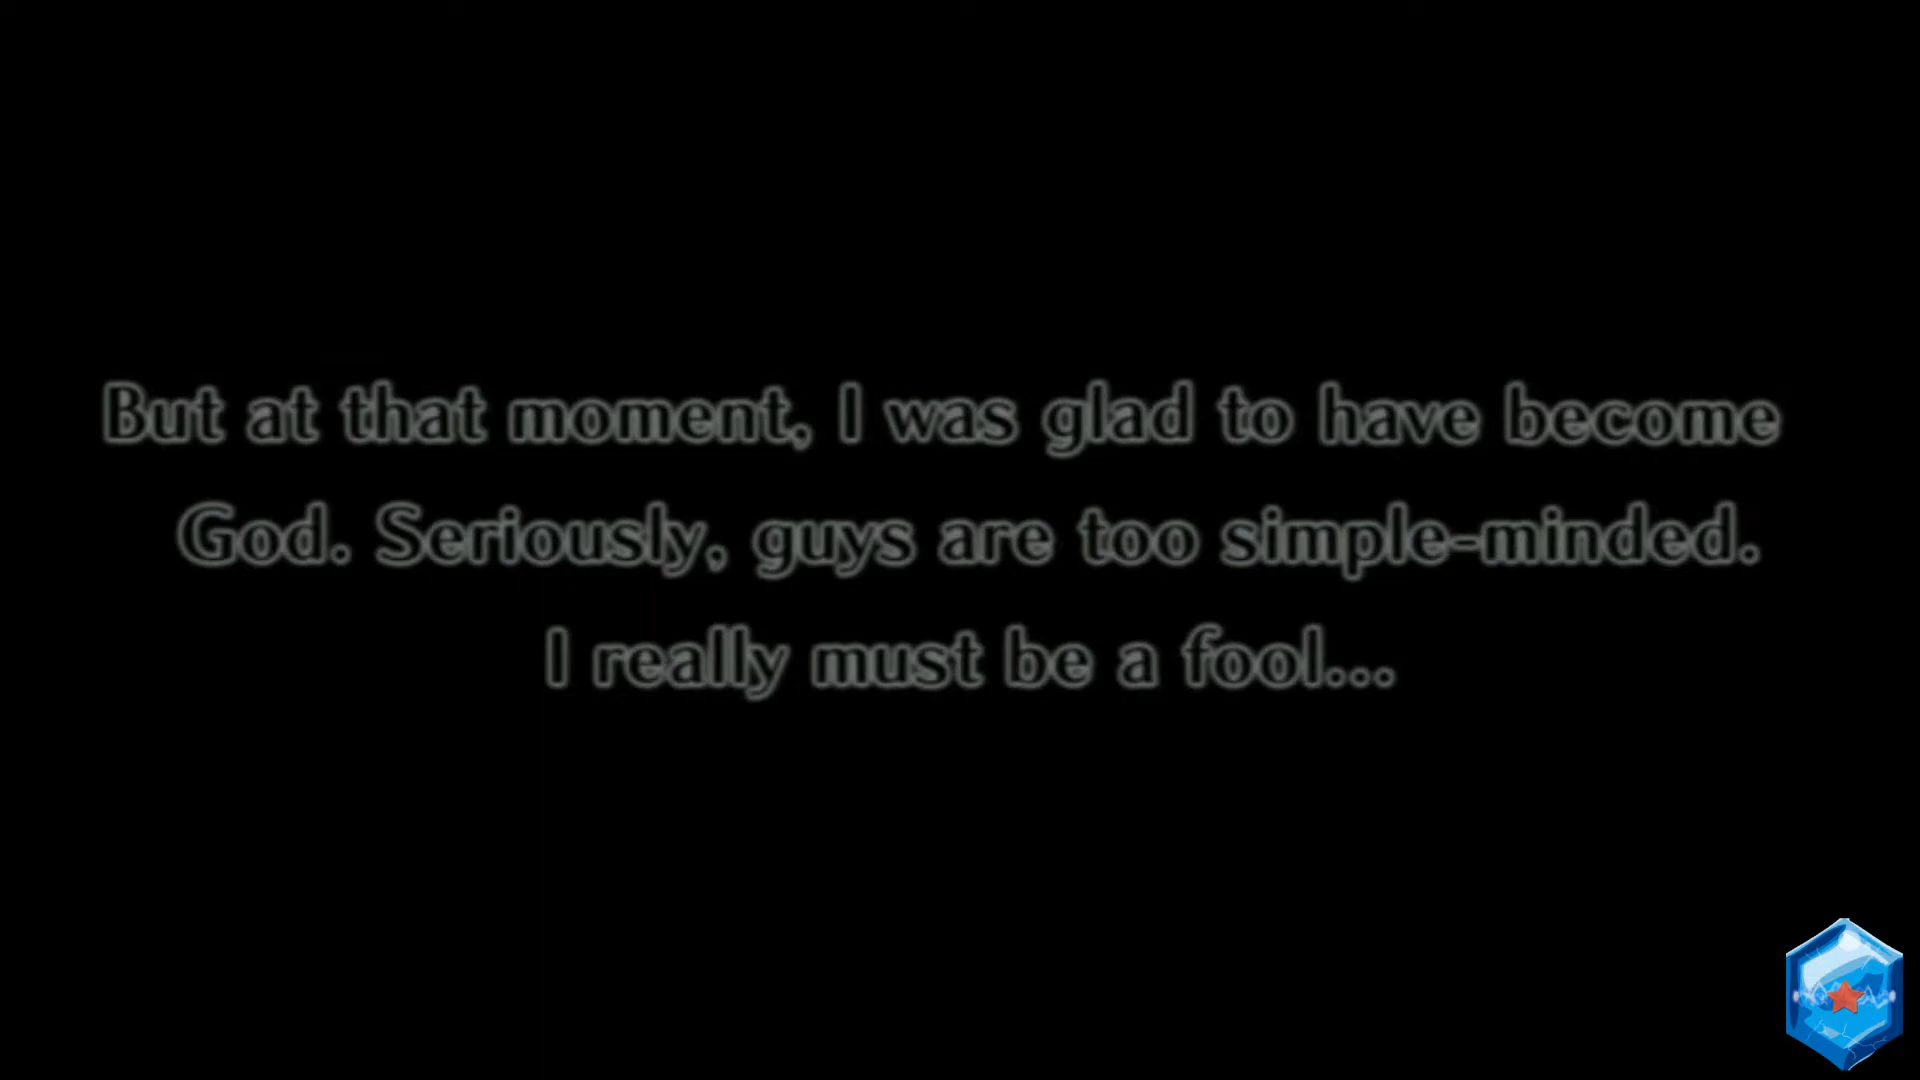 But at that moment, I was glad to have become
God. Seriously, guys are too simple-minded.
I really must be a fool...